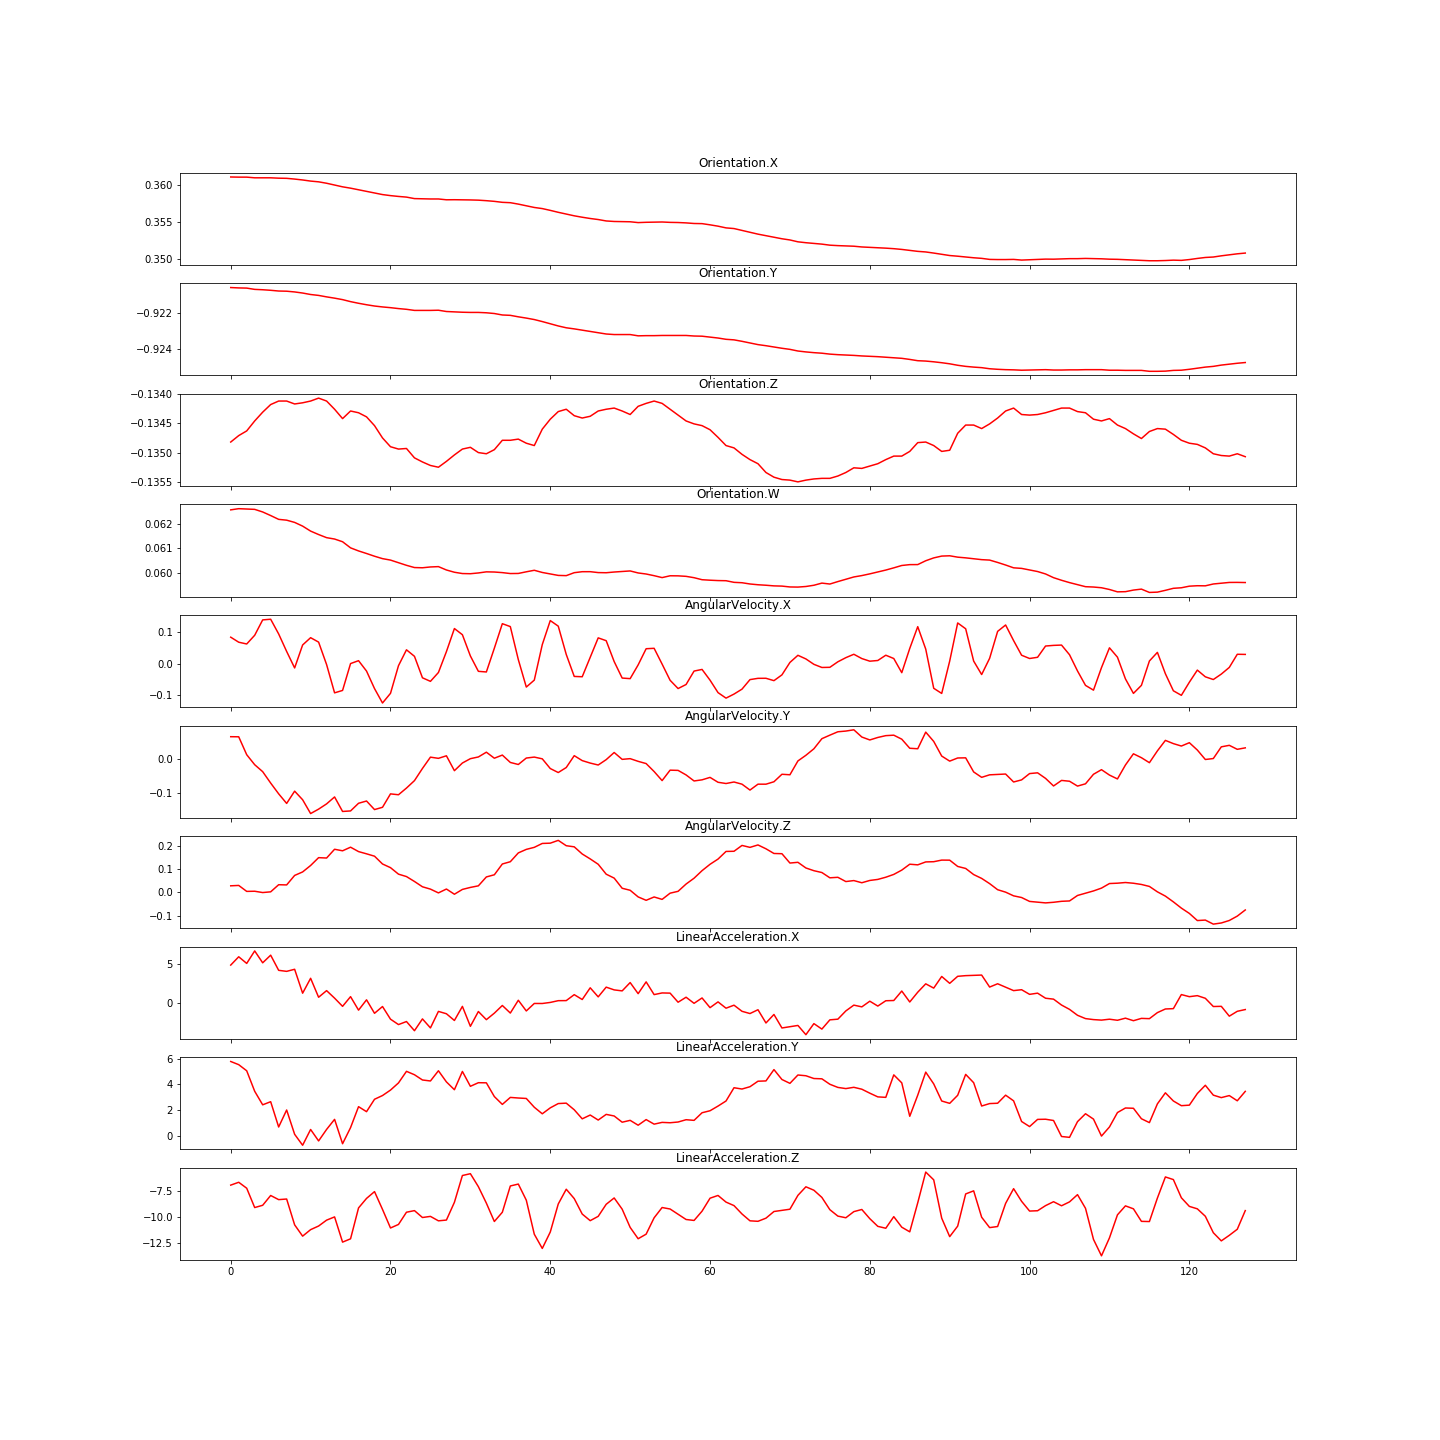 Orientation.X
0.360
0.355
0.350
Orientation.Y
−0.922
−0.924
Orientation.Z
−0.1340
−0.1345
−0.1350
−0.1355
Orientation.W
0.062
0.061
0.060
AngularVelocity.X
0.1
0.0
−0.1
AngularVelocity.Y
0.0
−0.1
AngularVelocity.Z
0.2
0.1
0.0
−0.1
LinearAcceleration.X
5
0
LinearAcceleration.Y
6
4
2
0
LinearAcceleration.Z
−7.5
−10.0
−12.5
0 20 40 60 80 100 120